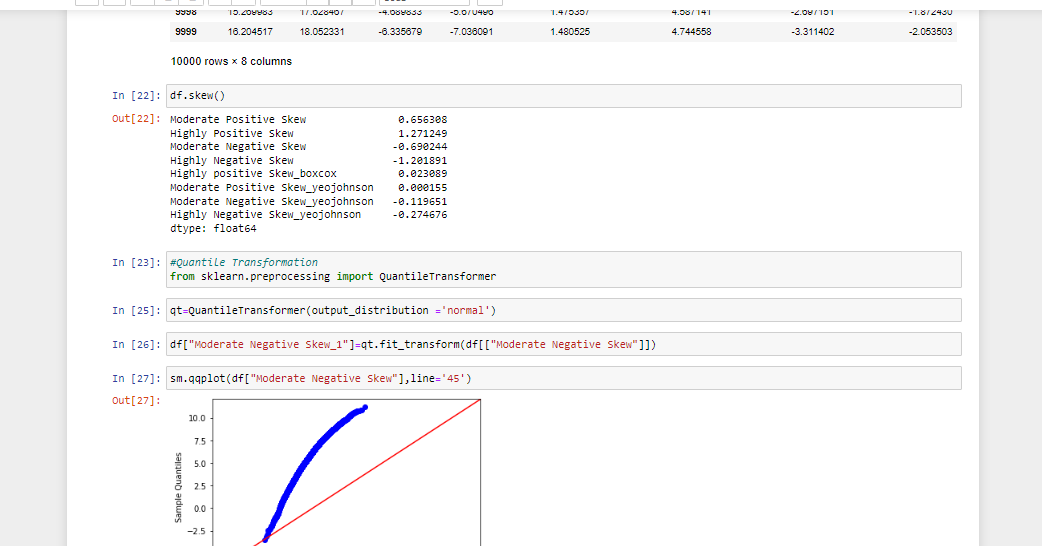 9998 15.269983 17.628467 -4.689833 -5.670496 1.475357 4.587141 -2.697151 -1.872430
9999 16.204517 18.052331 -6.335679 -7.036091 1.480525 4.744558 -3.311402 -2.053503
10000 rows × 8 columns
In [22]: df.skew()
Out[22]: Moderate Positive Skew 0.656308
Highly Positive Skew 1.271249
Moderate Negative Skew -0.690244
Highly Negative Skew -1.201891
Highly positive Skew_boxcox 0.023089
Moderate Positive Skew_yeojohnson 0.000155
Moderate Negative Skew_yeojohnson -0.119651
Highly Negative Skew_yeojohnson -0.274676
dtype: float64
In [23]: #Quantile Transformation
from sklearn.preprocessing import QuantileTransformer
In [25]: qt=QuantileTransformer(output_distribution ='normal')
In [26]: df["Moderate Negative Skew_1"]=qt.fit_transform(df[["Moderate Negative Skew"]])
In [27]: sm.qqplot(df["Moderate Negative Skew"],line='45')
Out[27]:
10.0
7.5
5.0
2.5
0.0
−2.5
Sample Quantiles